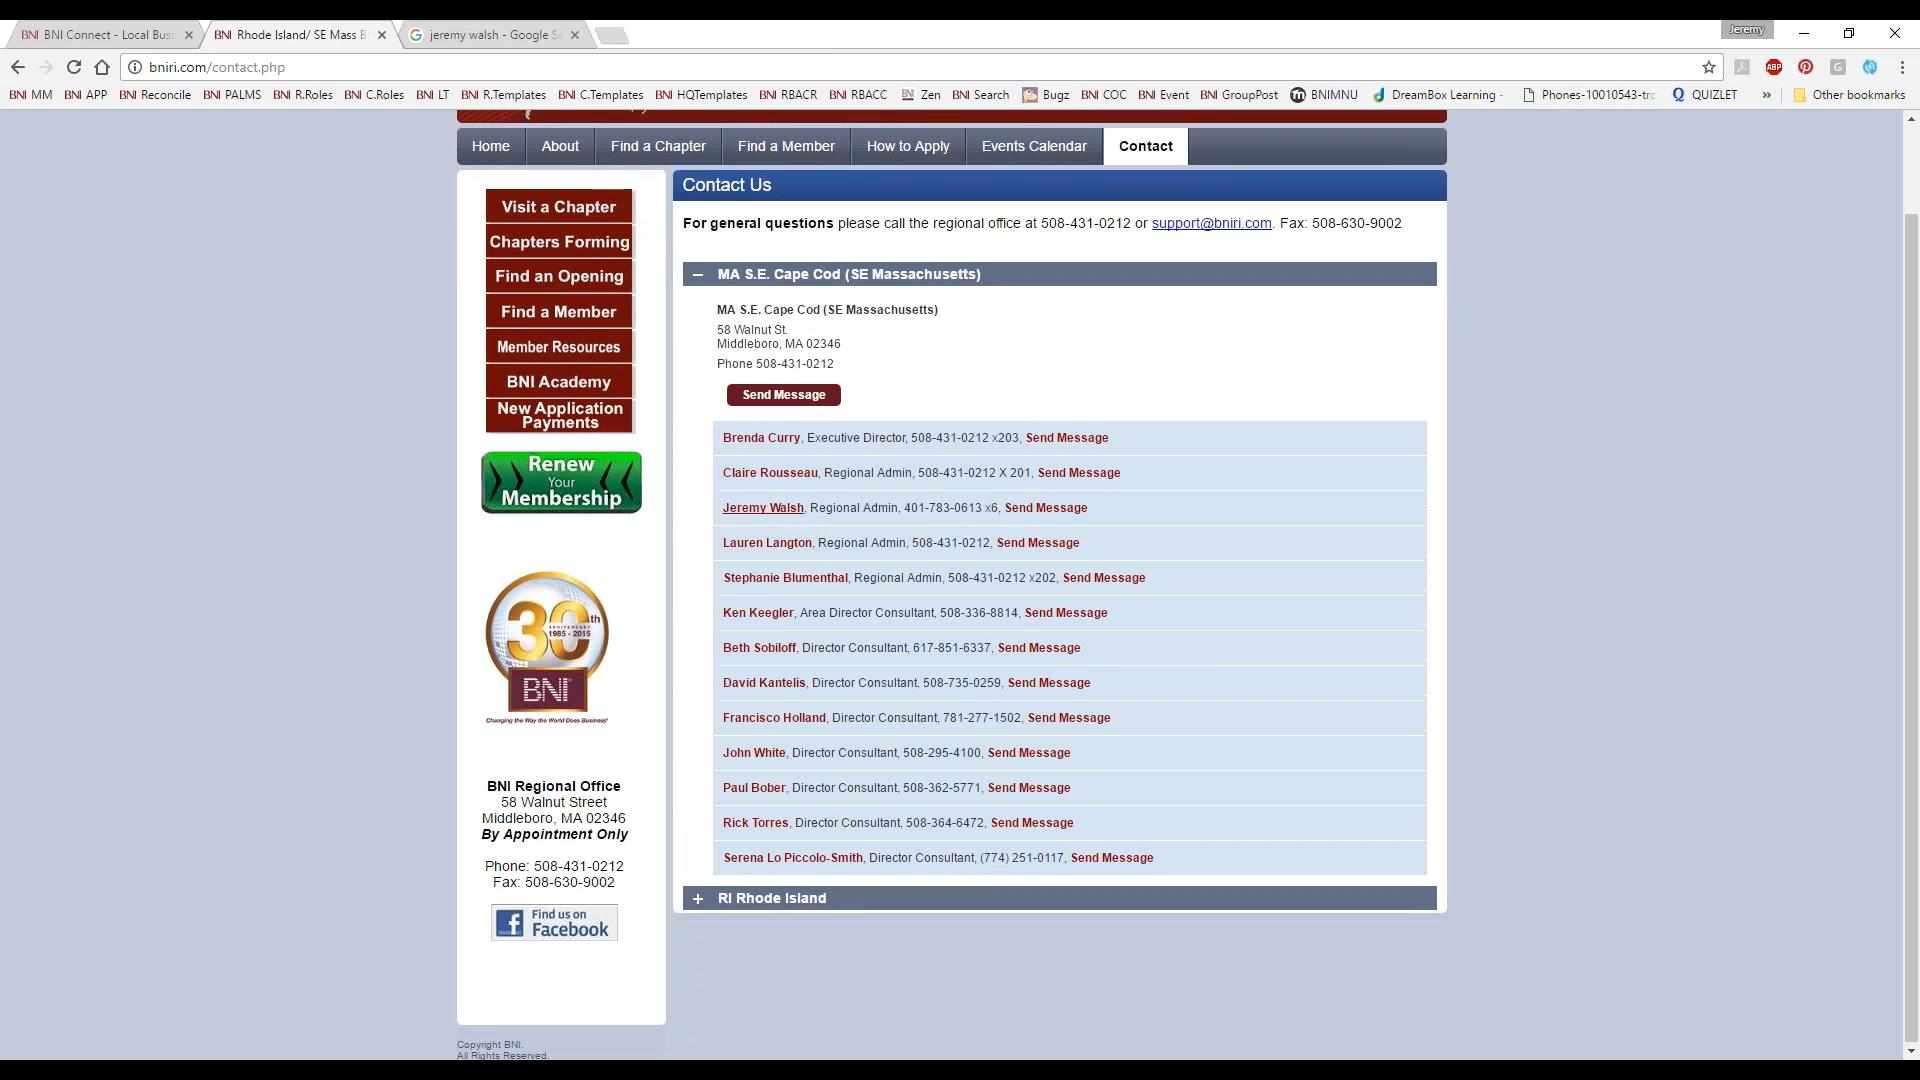 BNI BNI Connect - Local Busi
BNI Rhode Island/ SE Mass B
jeremy walsh - Google S
Jeremy
bniri.com/contact.php
ABP
BNI MM BNI APP BNI Reconcile BNI PALMS BNI R.Roles BNI C.Roles BNI LT BNI R.Templates BNI C.Templates BNI HQTemplates BNI RBACR BNI RBACC BNI Zen BNI Search Bugz BNI COC BNI Event BNI GroupPost m BNIMNU DreamBox Learning - Phones-10010543-trc Q QUIZLET » Other bookmarks
Home About Find a Chapter Find a Member How to Apply Events Calendar Contact
Visit a Chapter
Chapters Forming
Find an Opening
Find a Member
Member Resources
BNI Academy
New Application
Payments
Renew
Your
Membership
30th
ANNIVERSARY
1985 - 2015
BNI
Changing the Way the World Does Business
BNI Regional Office
58 Walnut Street
Middleboro, MA 02346
By Appointment Only
Phone: 508-431-0212
Fax: 508-630-9002
Find us on
Facebook
Contact Us
For general questions please call the regional office at 508-431-0212 or support@bniri.com. Fax: 508-630-9002
– MA S.E. Cape Cod (SE Massachusetts)
MA S.E. Cape Cod (SE Massachusetts)
58 Walnut St.
Middleboro, MA 02346
Phone 508-431-0212
Send Message
Brenda Curry, Executive Director, 508-431-0212 x203, Send Message
Claire Rousseau, Regional Admin, 508-431-0212 X 201, Send Message
Jeremy Walsh, Regional Admin, 401-783-0613 x6, Send Message
Lauren Langton, Regional Admin, 508-431-0212, Send Message
Stephanie Blumenthal, Regional Admin, 508-431-0212 x202, Send Message
Ken Keegler, Area Director Consultant, 508-336-8814, Send Message
Beth Sobiloff, Director Consultant, 617-851-6337, Send Message
David Kantelis, Director Consultant, 508-735-0259, Send Message
Francisco Holland, Director Consultant, 781-277-1502, Send Message
John White, Director Consultant, 508-295-4100, Send Message
Paul Bober, Director Consultant, 508-362-5771, Send Message
Rick Torres, Director Consultant, 508-364-6472, Send Message
Serena Lo Piccolo-Smith, Director Consultant, (774) 251-0117, Send Message
+ RI Rhode Island
Copyright BNI.
All Rights Reserved.